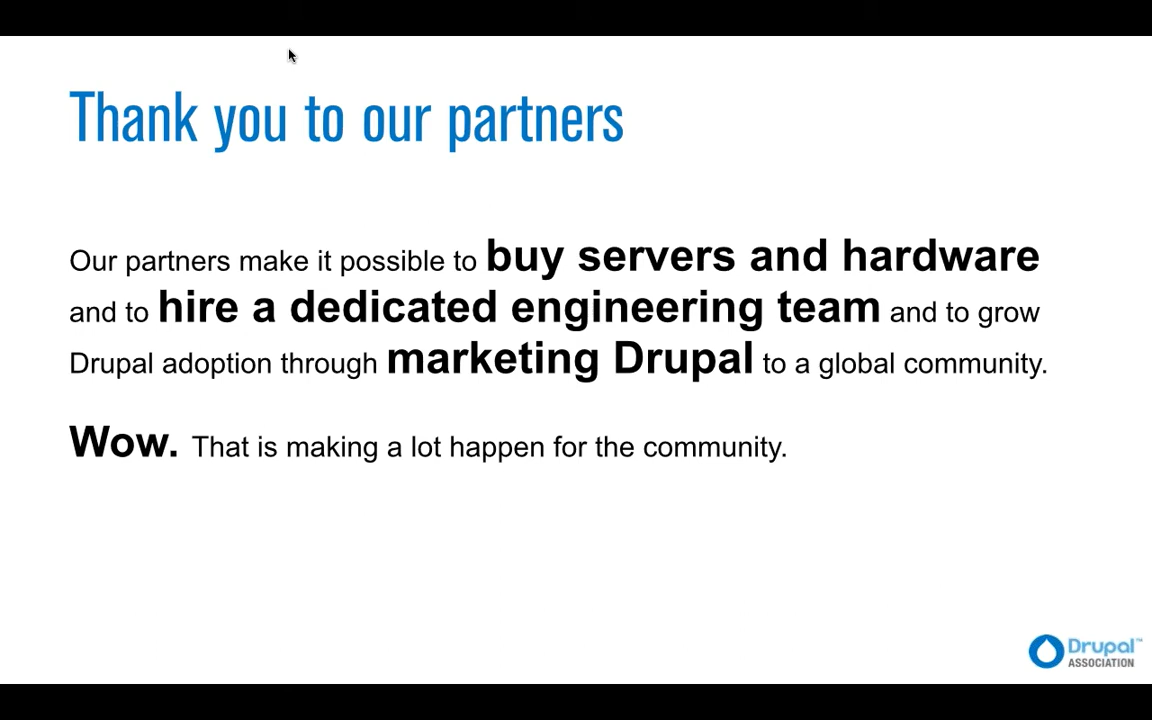 Thank you to our partners
Our partners make it possible to buy servers and hardware
and to hire a dedicated engineering team and to grow
Drupal adoption through marketing Drupal to a global community.
Wow. That is making a lot happen for the community.
Drupal™
ASSOCIATION